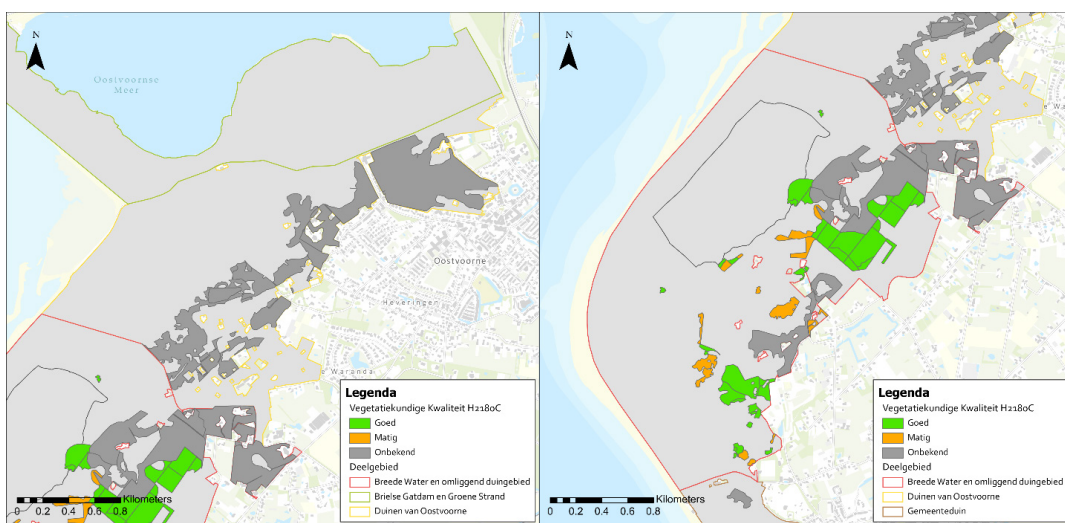 N
Oostvoornse
Meer
Oostvoorne
Heveringen
e Waranda
Legenda
Vegetatiekundige Kwaliteit H2180C
Goed
Matig
Onbekend
Deelgebied
Breede Water en omliggend duingebied
Brielse Gatdam en Groene Strand
Duinen van Oostvoorne
Kilometers
0 0.2 0.4 0.6 0.8
N
e Waran
Legenda
Vegetatiekundige Kwaliteit H2180C
Goed
Matig
Onbekend
Deelgebied
Breede Water en omliggend duingebied
Duinen van Oostvoorne
Gemeenteduin
Kilometers
0 0.2 0.4 0.6 0.8